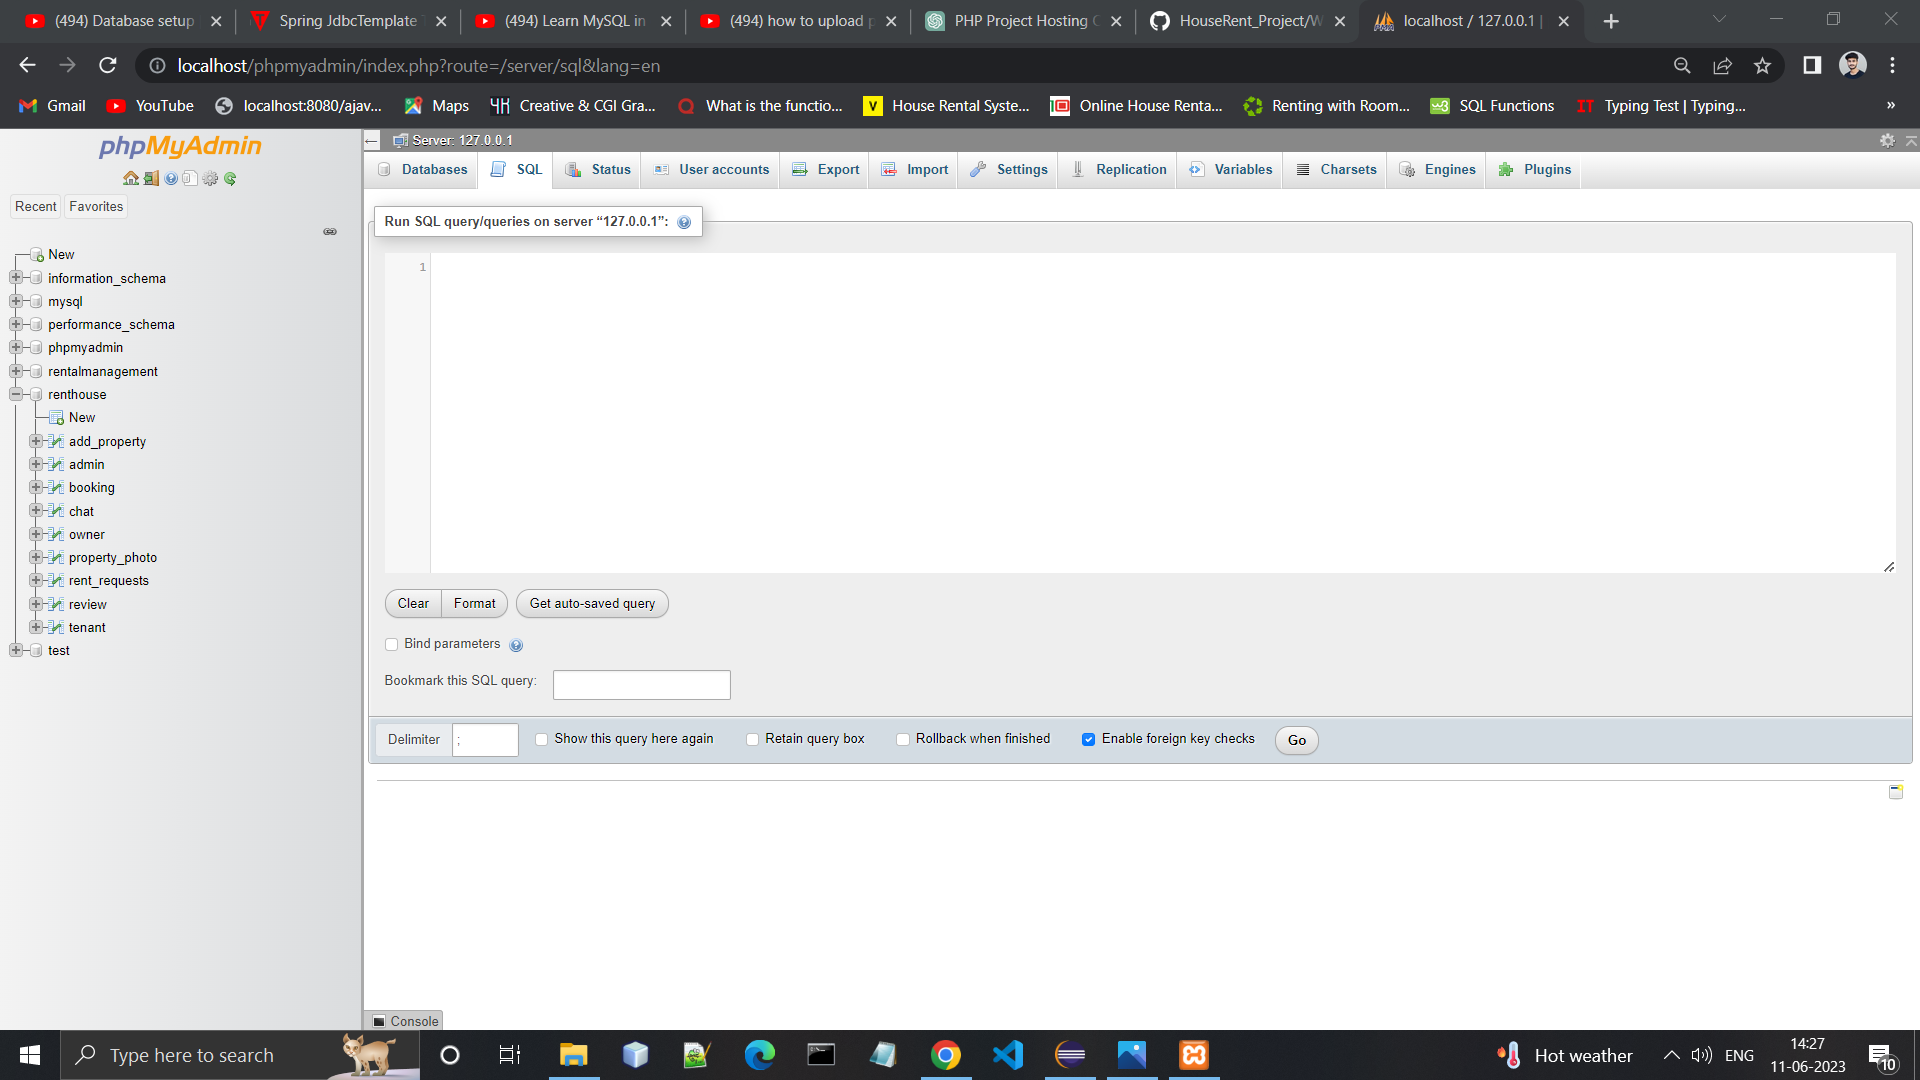 (494) Database setup
Spring JdbcTemplate
(494) Learn MySQL in
(494) how to upload p
PHP Project Hosting
HouseRent_Project/W
localhost / 127.0.0.1 |
localhost/phpmyadmin/index.php?route=/server/sql&lang=en
Gmail
YouTube
localhost:8080/ajav...
Maps
Creative & CGI Gra...
What is the functio...
House Rental Syste...
Online House Renta...
Renting with Room...
SQL Functions
Typing Test | Typing...
»
phpMyAdmin
Recent
Favorites
New
information_schema
mysql
performance_schema
phpmyadmin
rentalmanagement
renthouse
New
add_property
admin
booking
chat
owner
property_photo
rent_requests
review
tenant
test
Server: 127.0.0.1
Databases
SQL
Status
User accounts
Export
Import
Settings
Replication
Variables
Charsets
Engines
Plugins
Run SQL query/queries on server “127.0.0.1”:
1
Clear
Format
Get auto-saved query
Bind parameters
Bookmark this SQL query:
Delimiter
;
Show this query here again
Retain query box
Rollback when finished
Enable foreign key checks
Go
Console
Type here to search
Hot weather
ENG
14:27
11-06-2023
10